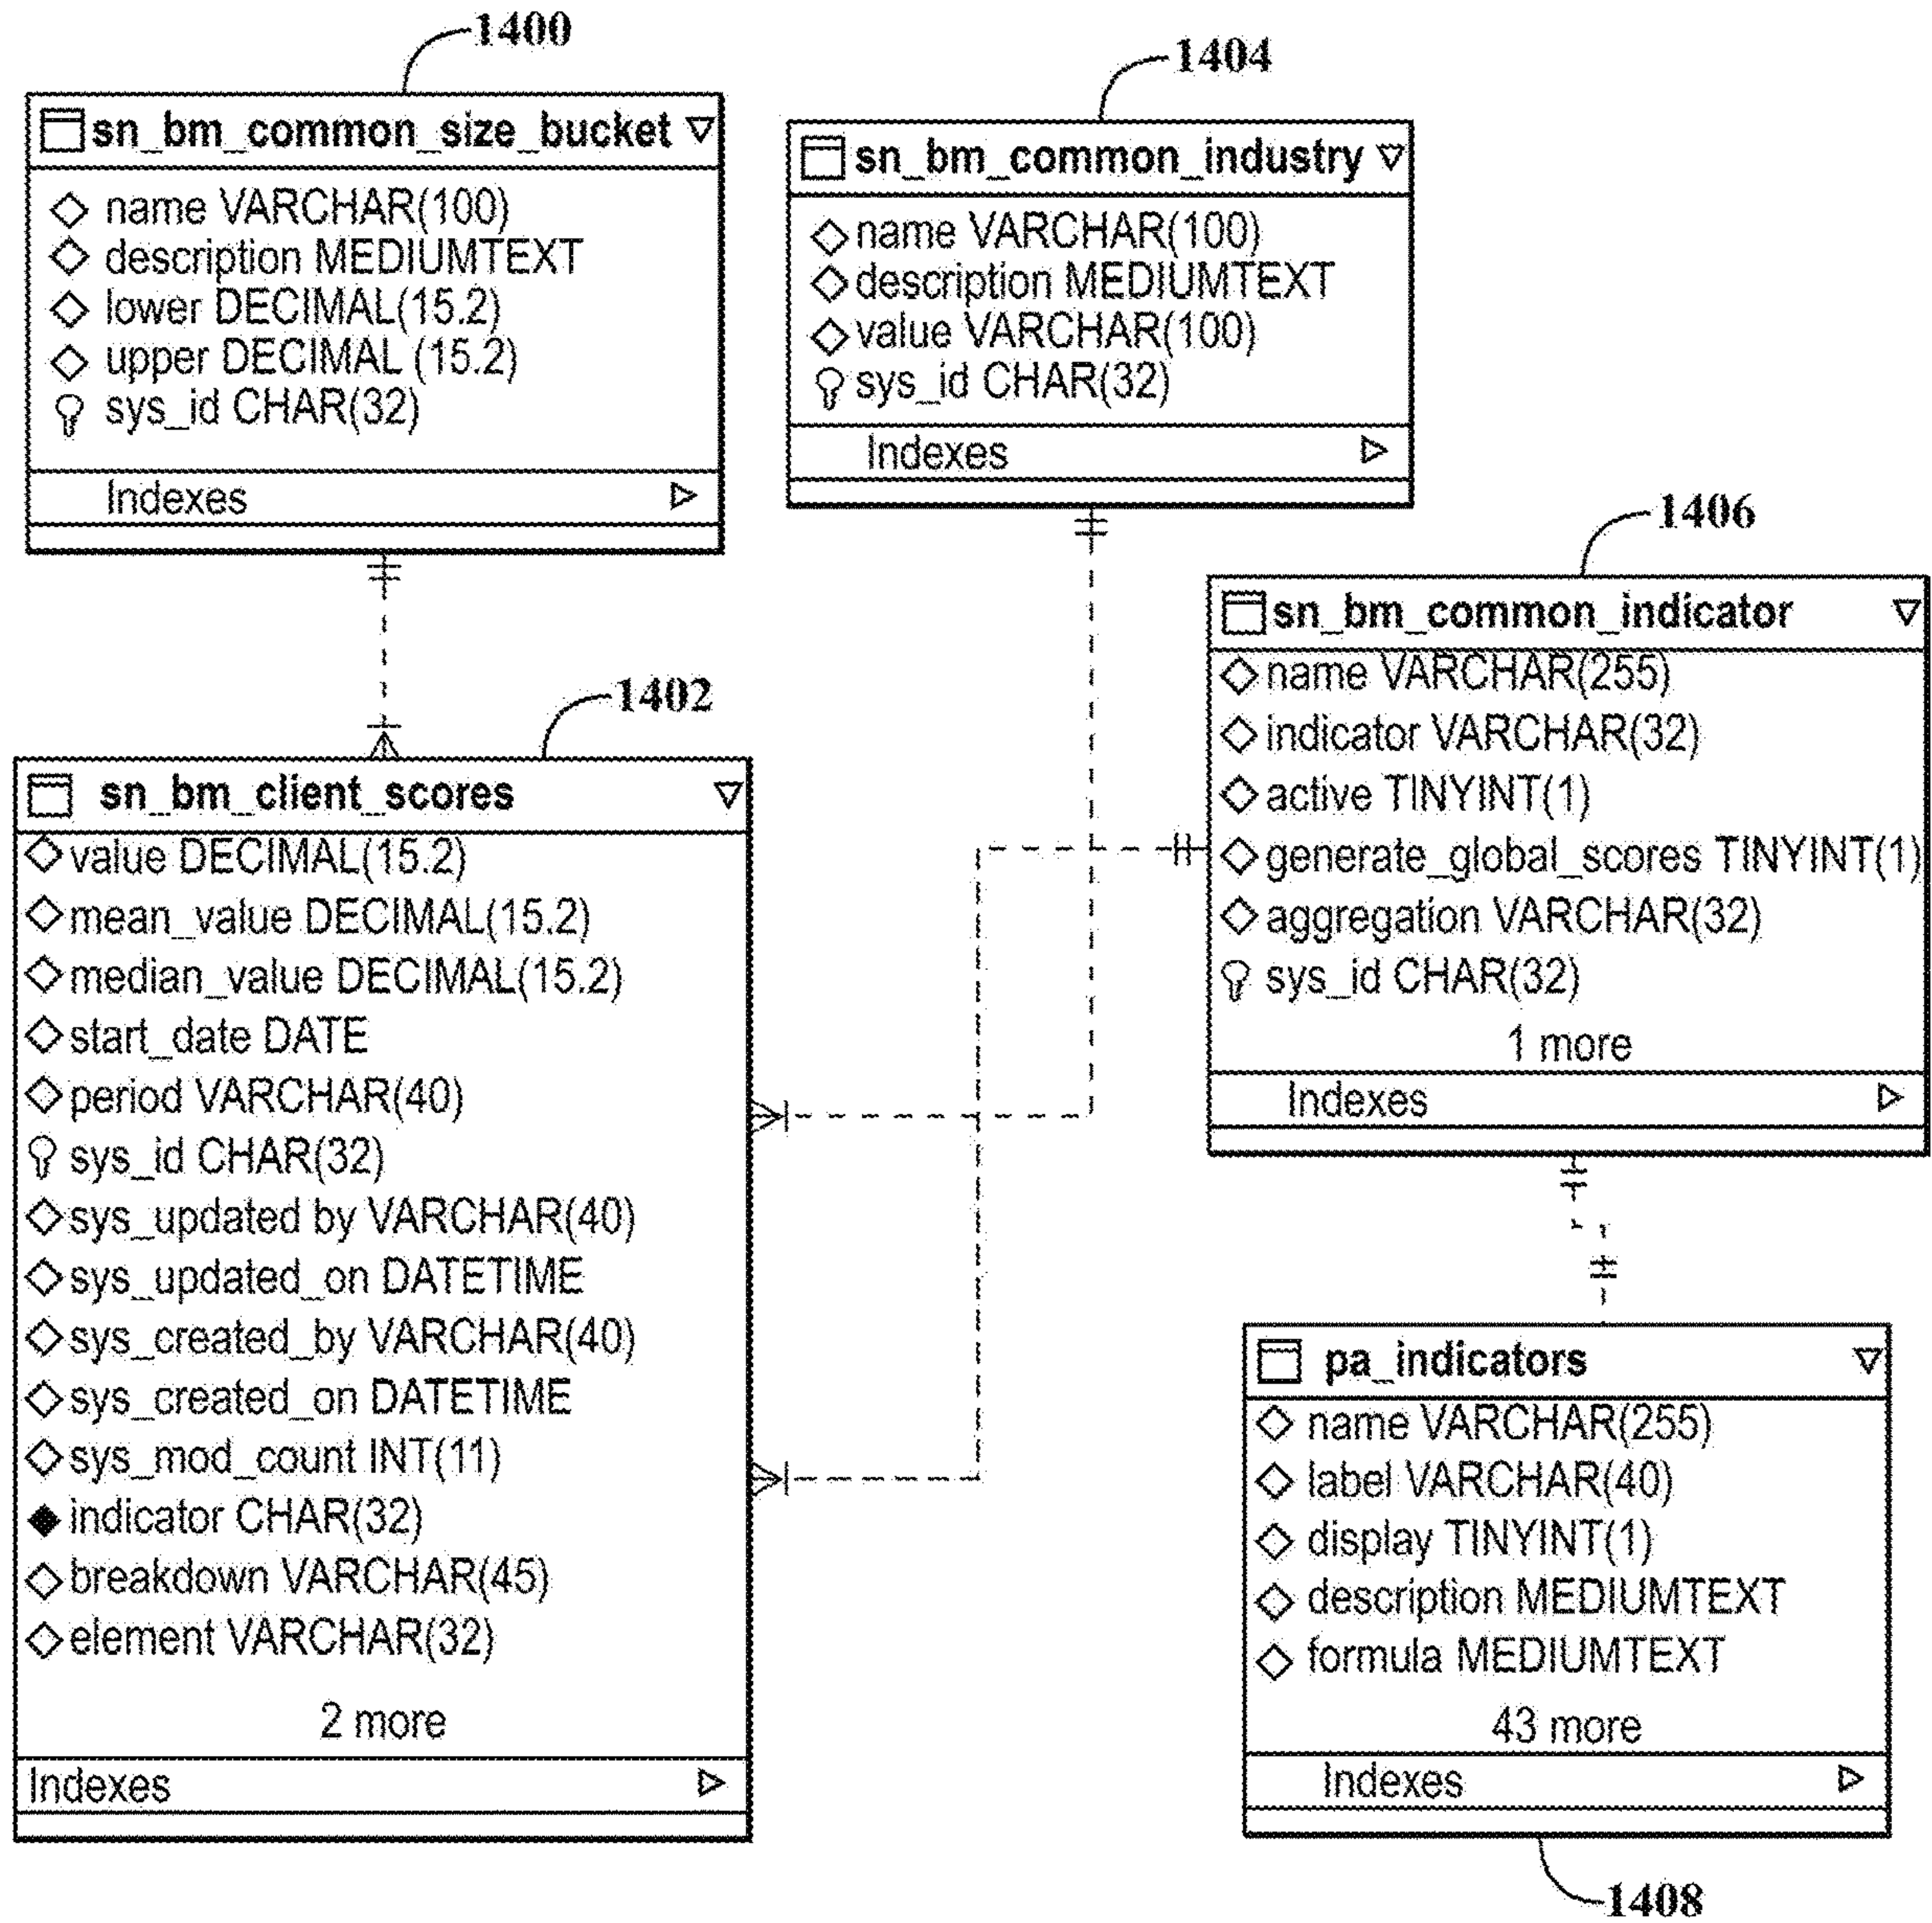 1400
sn_bm_common_size_bucket
name VARCHAR(100)
description MEDIUMTEXT
lower DECIMAL(15.2)
upper DECIMAL (15.2)
sys_id CHAR(32)
Indexes
1404
sn_bm_common_industry
name VARCHAR(100)
description MEDIUMTEXT
value VARCHAR(100)
sys_id CHAR(32)
Indexes
1406
sn_bm_common_indicator
name VARCHAR(255)
indicator VARCHAR(32)
active TINYINT(1)
generate_global_scores TINYINT(1)
aggregation VARCHAR(32)
sys_id CHAR(32)
1 more
Indexes
1402
sn_bm_client_scores
value DECIMAL(15.2)
mean_value DECIMAL(15.2)
median_value DECIMAL(15.2)
start_date DATE
period VARCHAR(40)
sys_id CHAR(32)
sys_updated by VARCHAR(40)
sys_updated_on DATETIME
sys_created_by VARCHAR(40)
sys_created_on DATETIME
sys_mod_count INT(11)
indicator CHAR(32)
breakdown VARCHAR(45)
element VARCHAR(32)
2 more
Indexes
pa_indicators
name VARCHAR(255)
label VARCHAR(40)
display TINYINT(1)
description MEDIUMTEXT
formula MEDIUMTEXT
43 more
Indexes
1408